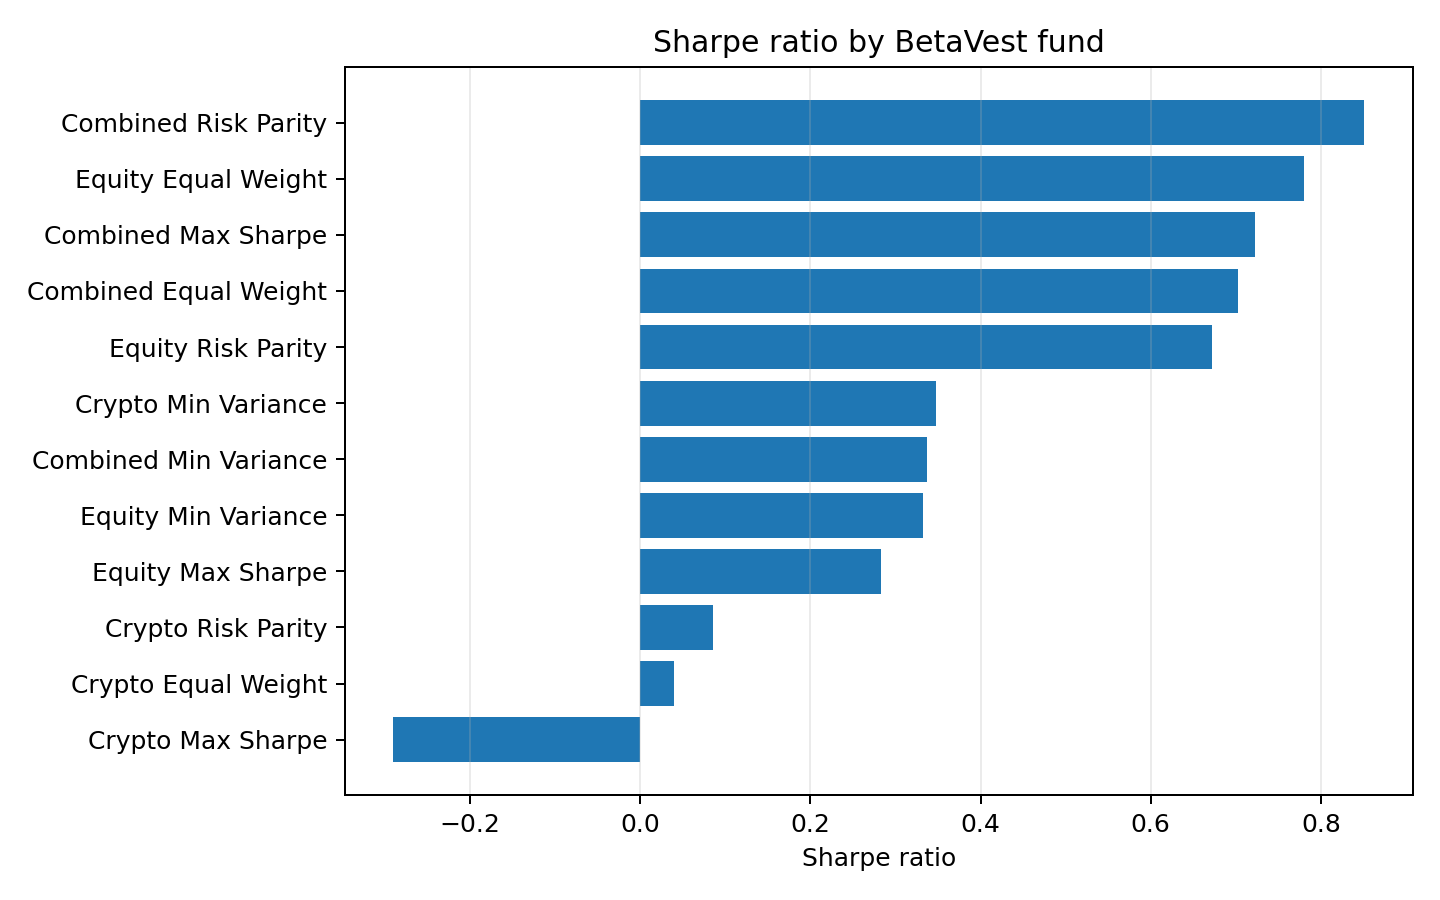 Sharpe ratio by BetaVest fund
Combined Risk Parity
Equity Equal Weight
Combined Max Sharpe
Combined Equal Weight
Equity Risk Parity
Crypto Min Variance
Combined Min Variance
Equity Min Variance
Equity Max Sharpe
Crypto Risk Parity
Crypto Equal Weight
Crypto Max Sharpe
−0.2 0.0 0.2 0.4 0.6 0.8
Sharpe ratio